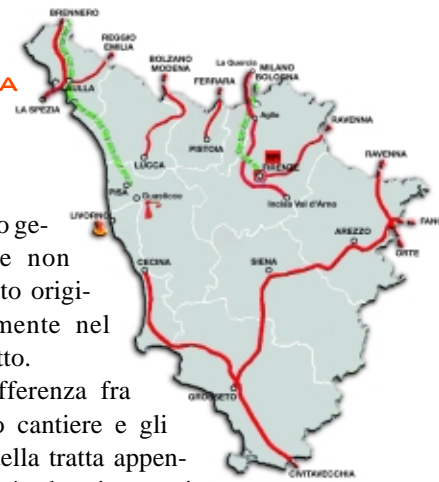 BRENNERO
REGGIO
EMILIA
BOLZANO
MODENA
FERRARA
La Quercia
MILANO
BOLOGNA
A
AULLA
LA SPEZIA
Aglio
RAVENNA
LUCCA
PISTOIA
FIRENZE
RAVENNA
PISA
Guasticce
Incisa Val d'Arno
LIVORNO
FANO
AREZZO
ORTE
CECINA
SIENA
GROSSETO
CIVITAVECCHIA
o ge-
e non
to origi-
mente nel
tto.
fferenza fra
o cantiere e gli
ella tratta appen-